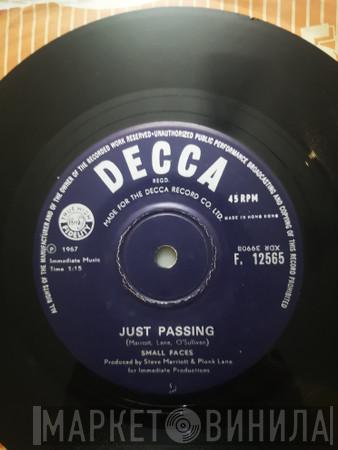 ALL RIGHTS OF THE MANUFACTURER AND OF THE OWNER OF THE RECORDED WORK RESERVED • UNAUTHORIZED PUBLIC PERFORMANCE BROADCASTING AND COPYING OF THIS RECORD PROHIBITED
DECCA
REGD.
MADE FOR THE DECCA RECORD CO. LTD.
45 RPM
MADE IN HONG KONG
XDR 39903
F. 12565
℗ 1967
Immediate Music
Time 1:15
JUST PASSING
(Marriott, Lane, O'Sullivan)
SMALL FACES
Produced by Steve Marriott & Plonk Lane
for Immediate Productions
МАРКЕТ ВИНИЛА